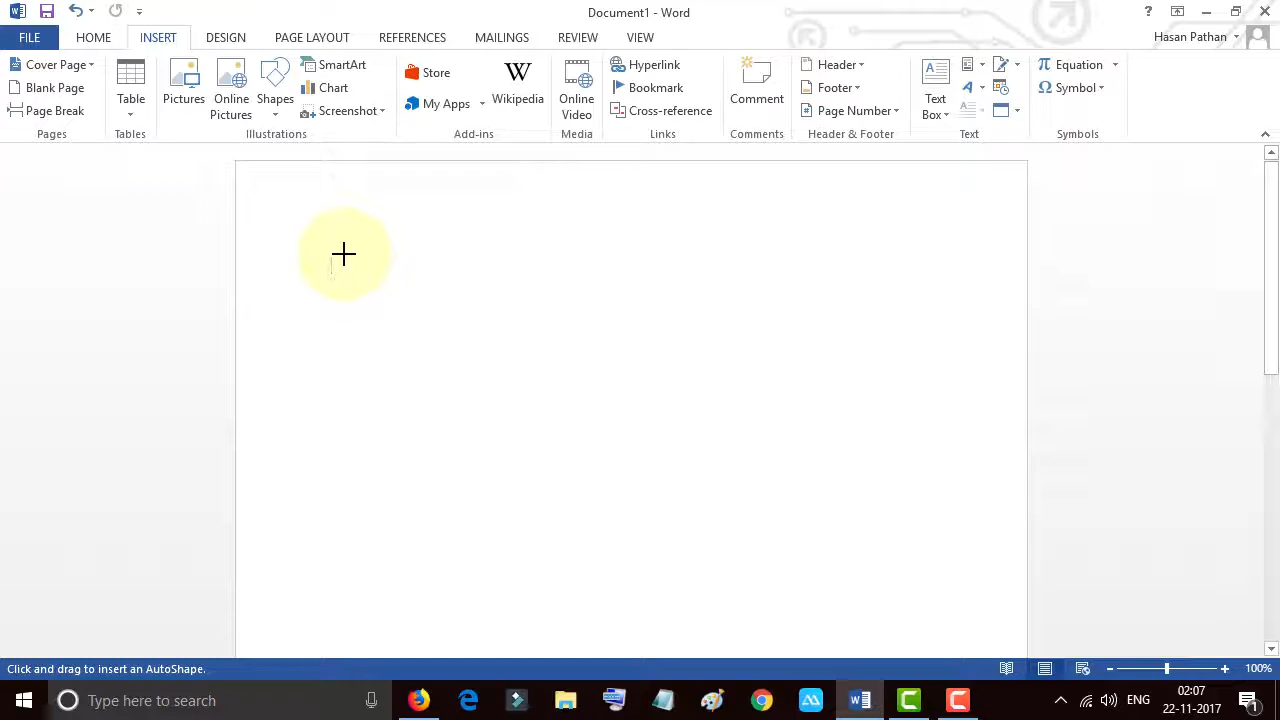 Document1 - Word
FILE HOME INSERT DESIGN PAGE LAYOUT REFERENCES MAILINGS REVIEW VIEW Hasan Pathan
Cover Page
Blank Page
Page Break
Pages
Table
Tables
Pictures
Online
Pictures
Shapes
SmartArt
Chart
Screenshot
Illustrations
Store
My Apps
Wikipedia
Add-ins
Online
Video
Media
Hyperlink
Bookmark
Cross-reference
Links
Comment
Comments
Header
Footer
Page Number
Header & Footer
Text
Box
Text
Equation
Symbol
Symbols
Click and drag to insert an AutoShape.
100%
Type here to search
ENG
02:07
22-11-2017